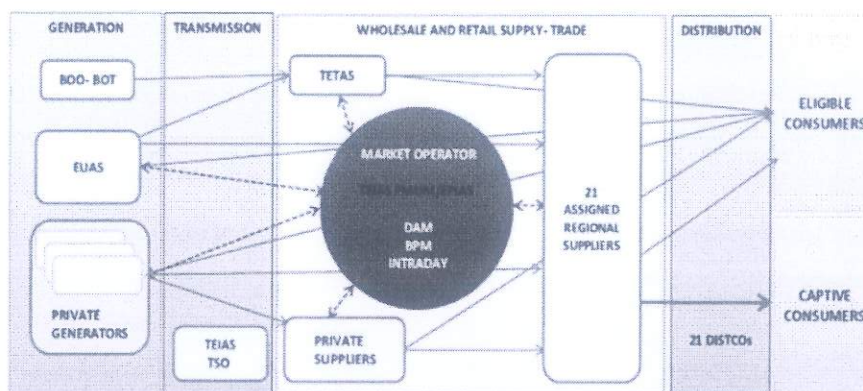 GENERATION
TRANSMISSION
WHOLESALE AND RETAIL SUPPLY- TRADE
DISTRIBUTION
BOO- BOT
TETAS
ELIGIBLE
CONSUMERS
EUAS
MARKET OPERATOR
DAM
BPM
INTRADAY
21
ASSIGNED
REGIONAL
SUPPLIERS
PRIVATE
GENERATORS
TEIAS
TSO
PRIVATE
SUPPLIERS
21 DISTCOs
CAPTIVE
CONSUMERS